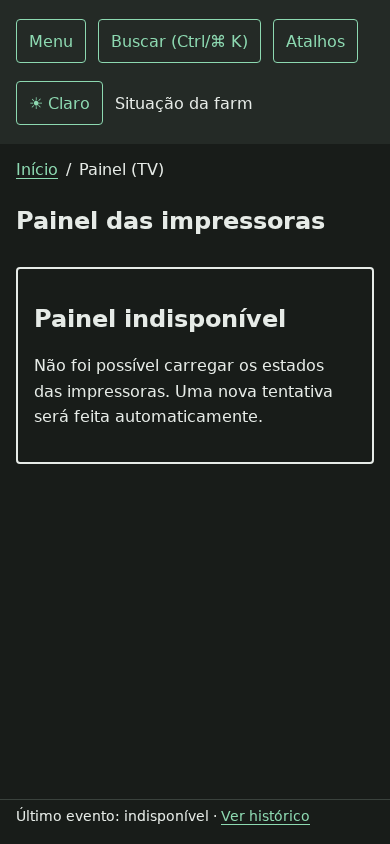 Menu
Buscar (Ctrl/⌘ K)
Atalhos
☀ Claro
Situação da farm
Início / Painel (TV)
Painel das impressoras
Painel indisponível
Não foi possível carregar os estados
das impressoras. Uma nova tentativa
será feita automaticamente.
Último evento: indisponível · Ver histórico